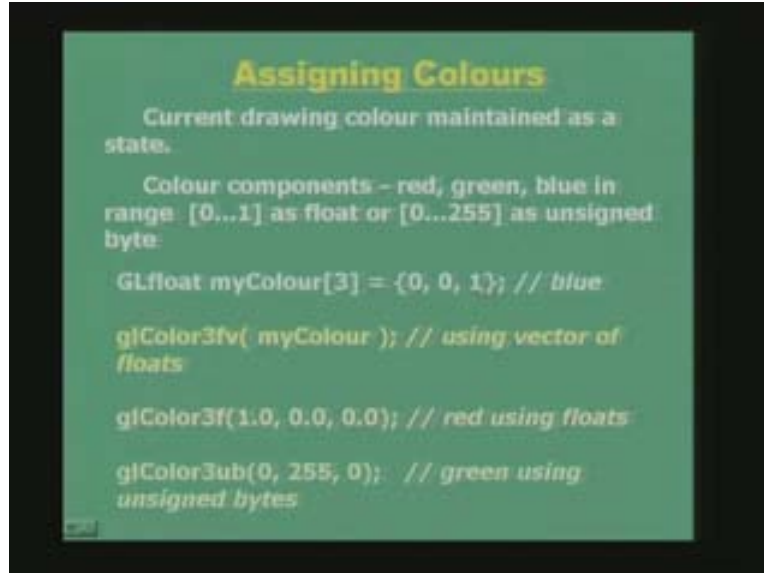 Assigning Colours
Current drawing colour maintained as a
state.
Colour components – red, green, blue in
range [0...1] as float or [0...255] as unsigned
byte
GLfloat myColour[3] = {0, 0, 1}; // blue
glColor3fv( myColour ); // using vector of
floats
glColor3f(1.0, 0.0, 0.0); // red using floats
glColor3ub(0, 255, 0); // green using
unsigned bytes